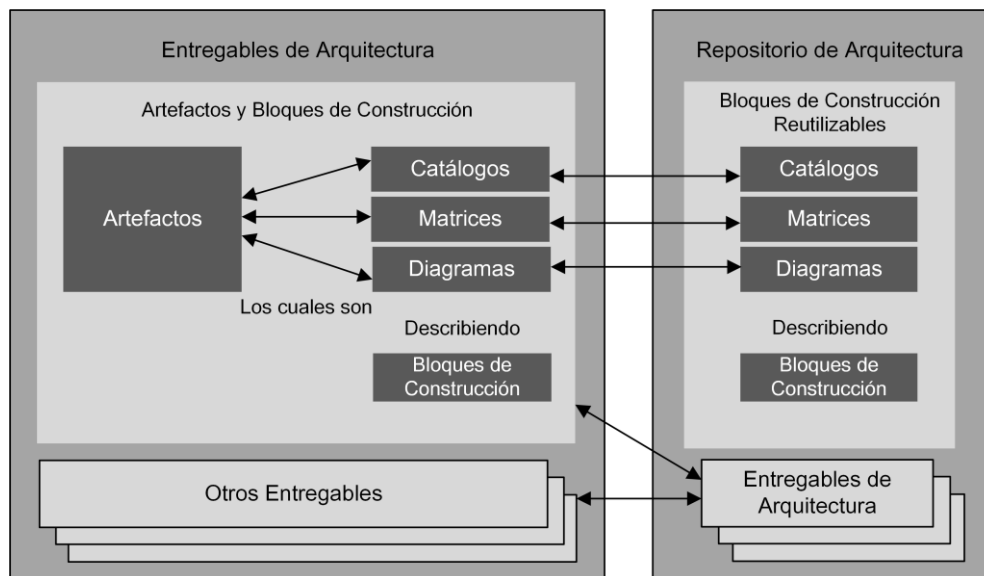 Entregables de Arquitectura
Artefactos y Bloques de Construcción
Artefactos
Catálogos
Matrices
Diagramas
Los cuales son
Describiendo
Bloques de
Construcción
Otros Entregables
Repositorio de Arquitectura
Bloques de Construcción
Reutilizables
Catálogos
Matrices
Diagramas
Describiendo
Bloques de
Construcción
Entregables de
Arquitectura